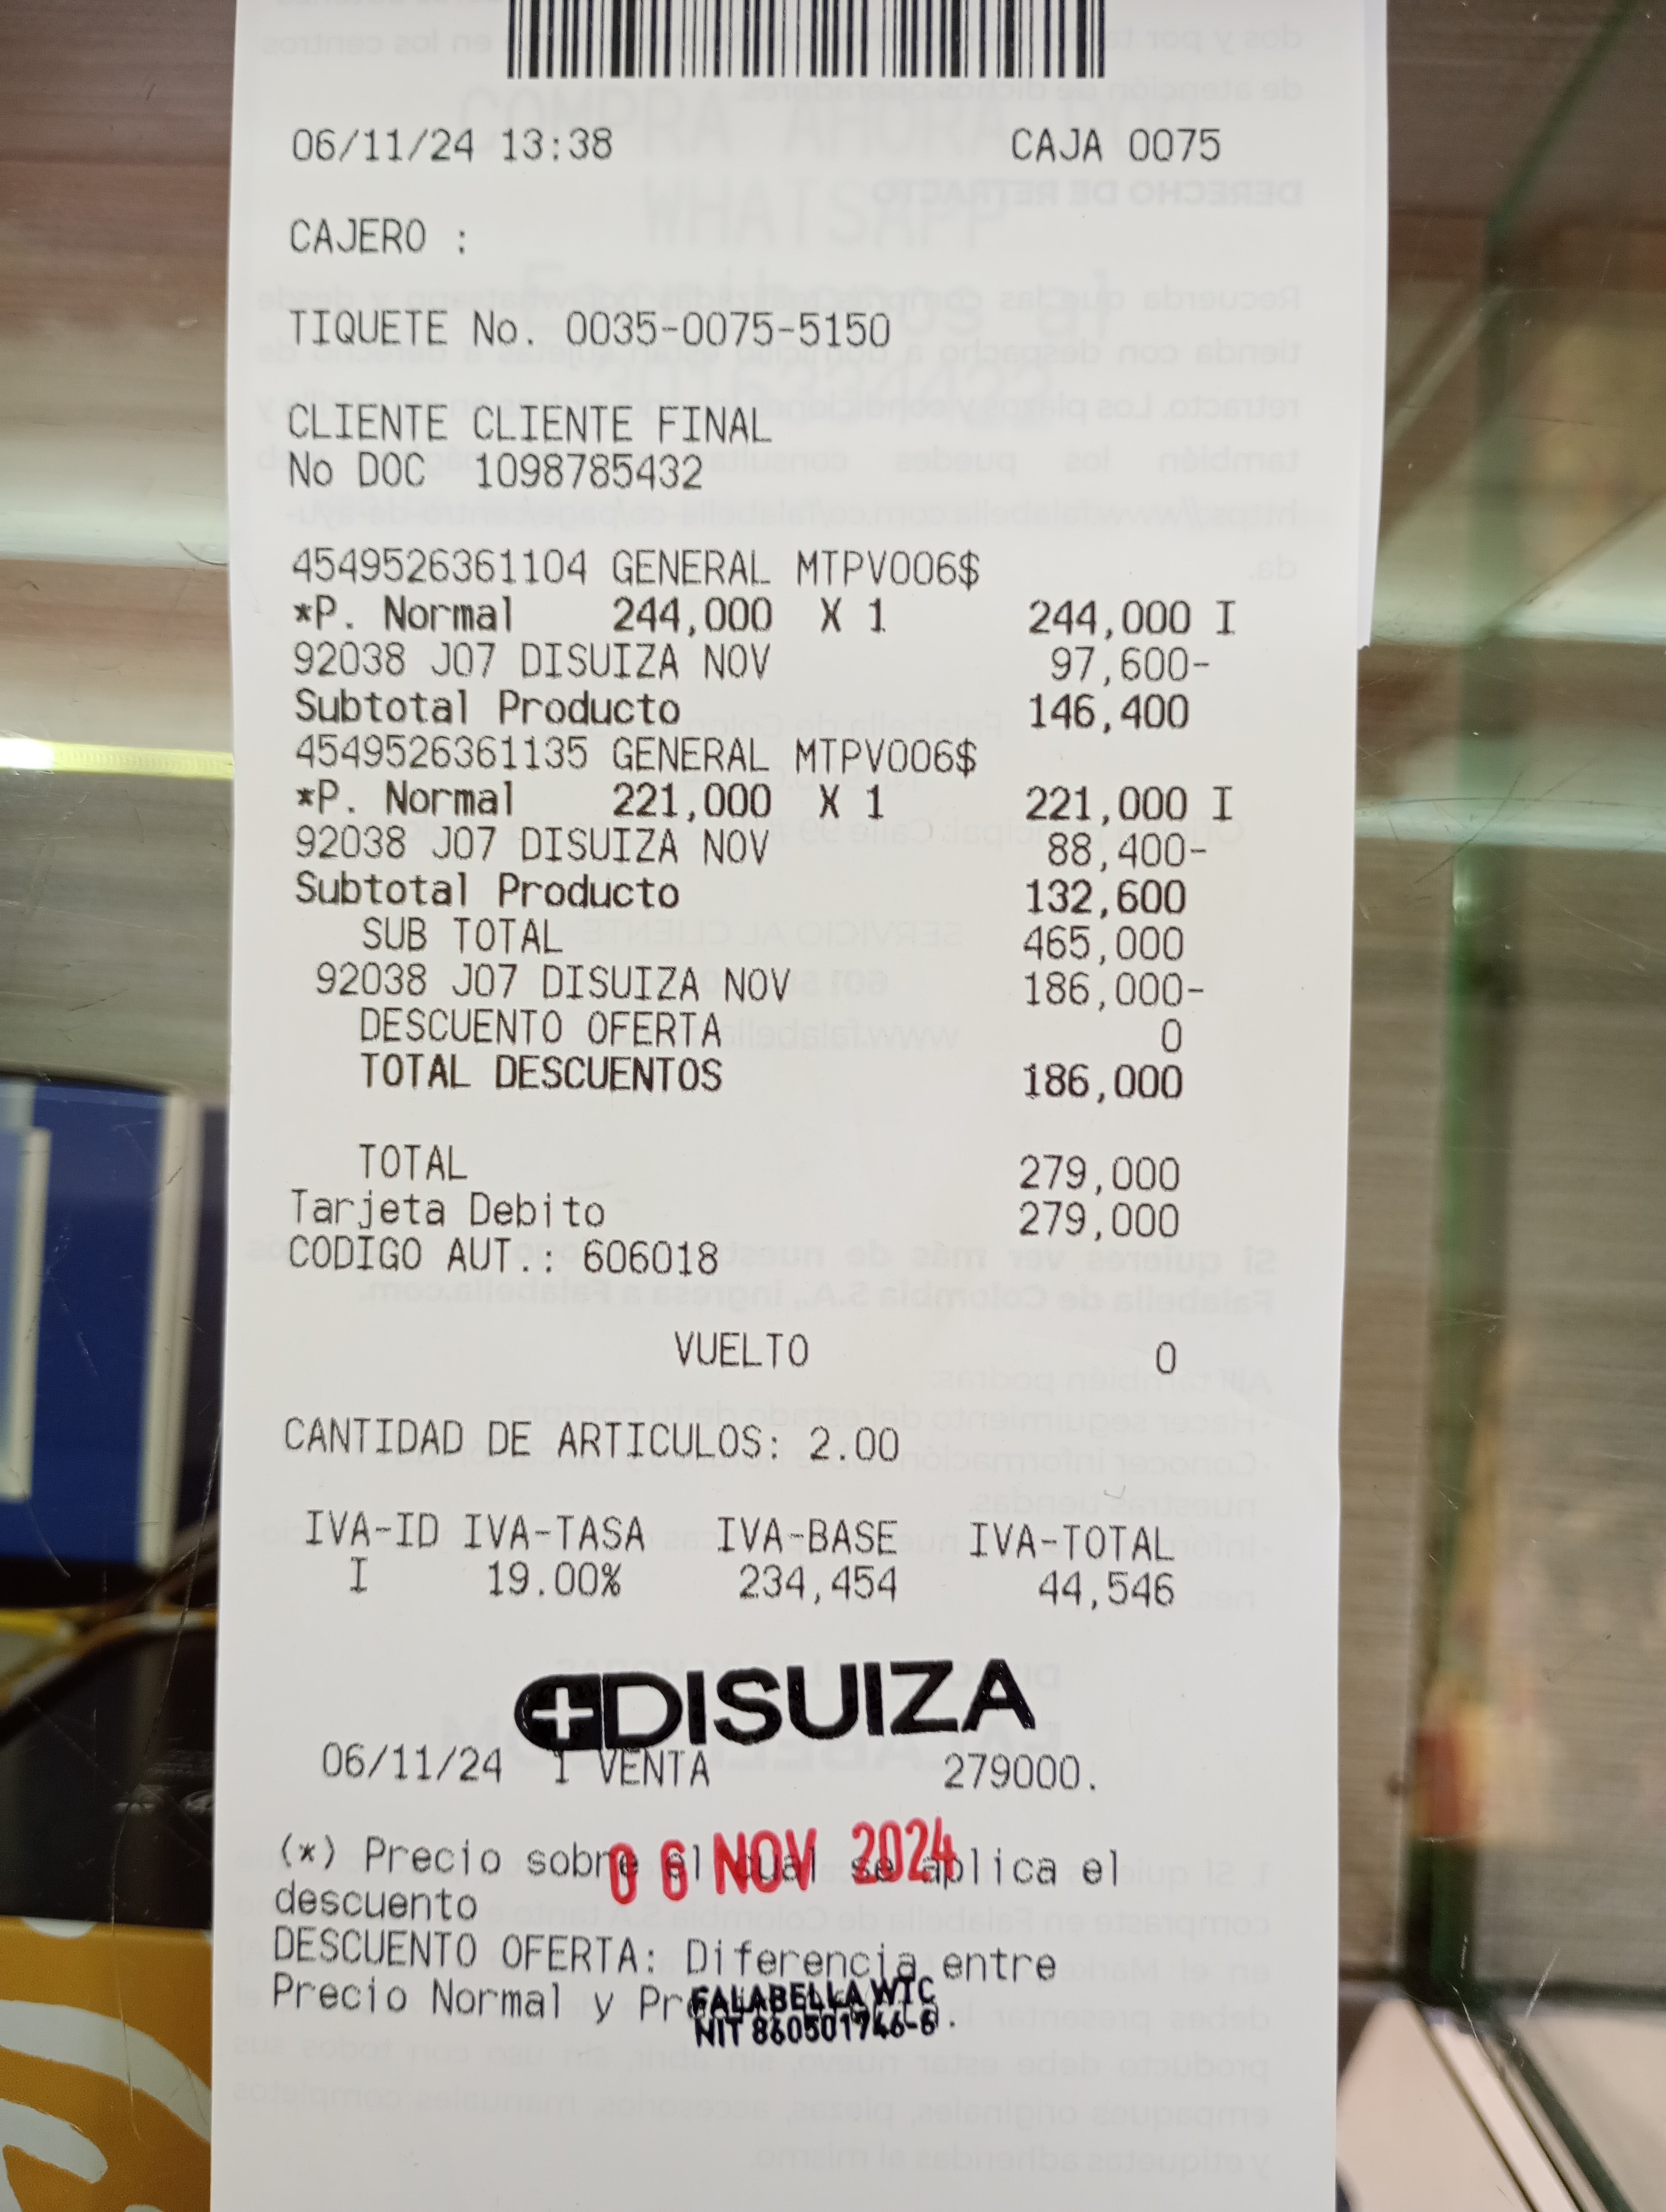 06/11/24 13:38 CAJA 0075
CAJERO :
TIQUETE No. 0035-0075-5150
CLIENTE CLIENTE FINAL
No DOC 1098785432
4549526361104 GENERAL MTPV006$
*P. Normal 244,000 X 1 244,000 I
92038 J07 DISUIZA NOV 97,600-
Subtotal Producto 146,400
4549526361135 GENERAL MTPV006$
*P. Normal 221,000 X 1 221,000 I
92038 J07 DISUIZA NOV 88,400-
Subtotal Producto 132,600
SUB TOTAL 465,000
92038 J07 DISUIZA NOV 186,000-
DESCUENTO OFERTA 0
TOTAL DESCUENTOS 186,000
TOTAL 279,000
Tarjeta Debito 279,000
CODIGO AUT.: 606018
VUELTO 0
CANTIDAD DE ARTICULOS: 2.00
IVA-ID IVA-TASA IVA-BASE IVA-TOTAL
I 19.00% 234,454 44,546
DISUIZA
06/11/24 1 VENTA 279000.
(*) Precio sobre el cual se aplica el
06 NOV 2024
descuento
DESCUENTO OFERTA: Diferencia entre
Precio Normal y
FALABELLA WTC
NIT 860501746-6